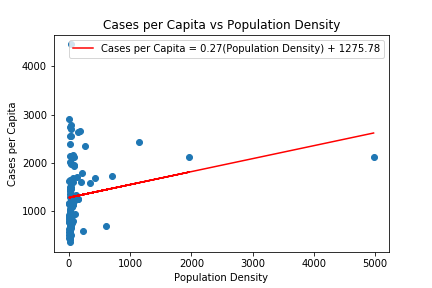 Cases per Capita vs Population Density
Cases per Capita = 0.27(Population Density) + 1275.78
Cases per Capita
4000
3000
2000
1000
0
1000
2000
3000
4000
5000
Population Density